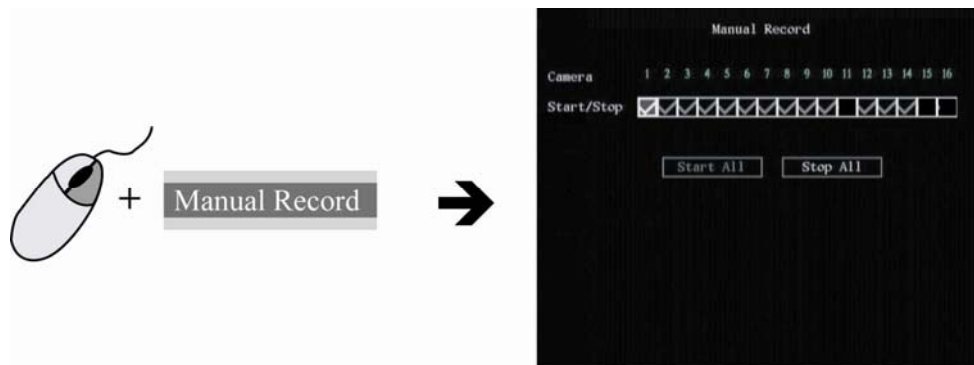 + Manual Record
Manual Record
Camera 1 2 3 4 5 6 7 8 9 10 11 12 13 14 15 16
Start/Stop
Start All Stop All